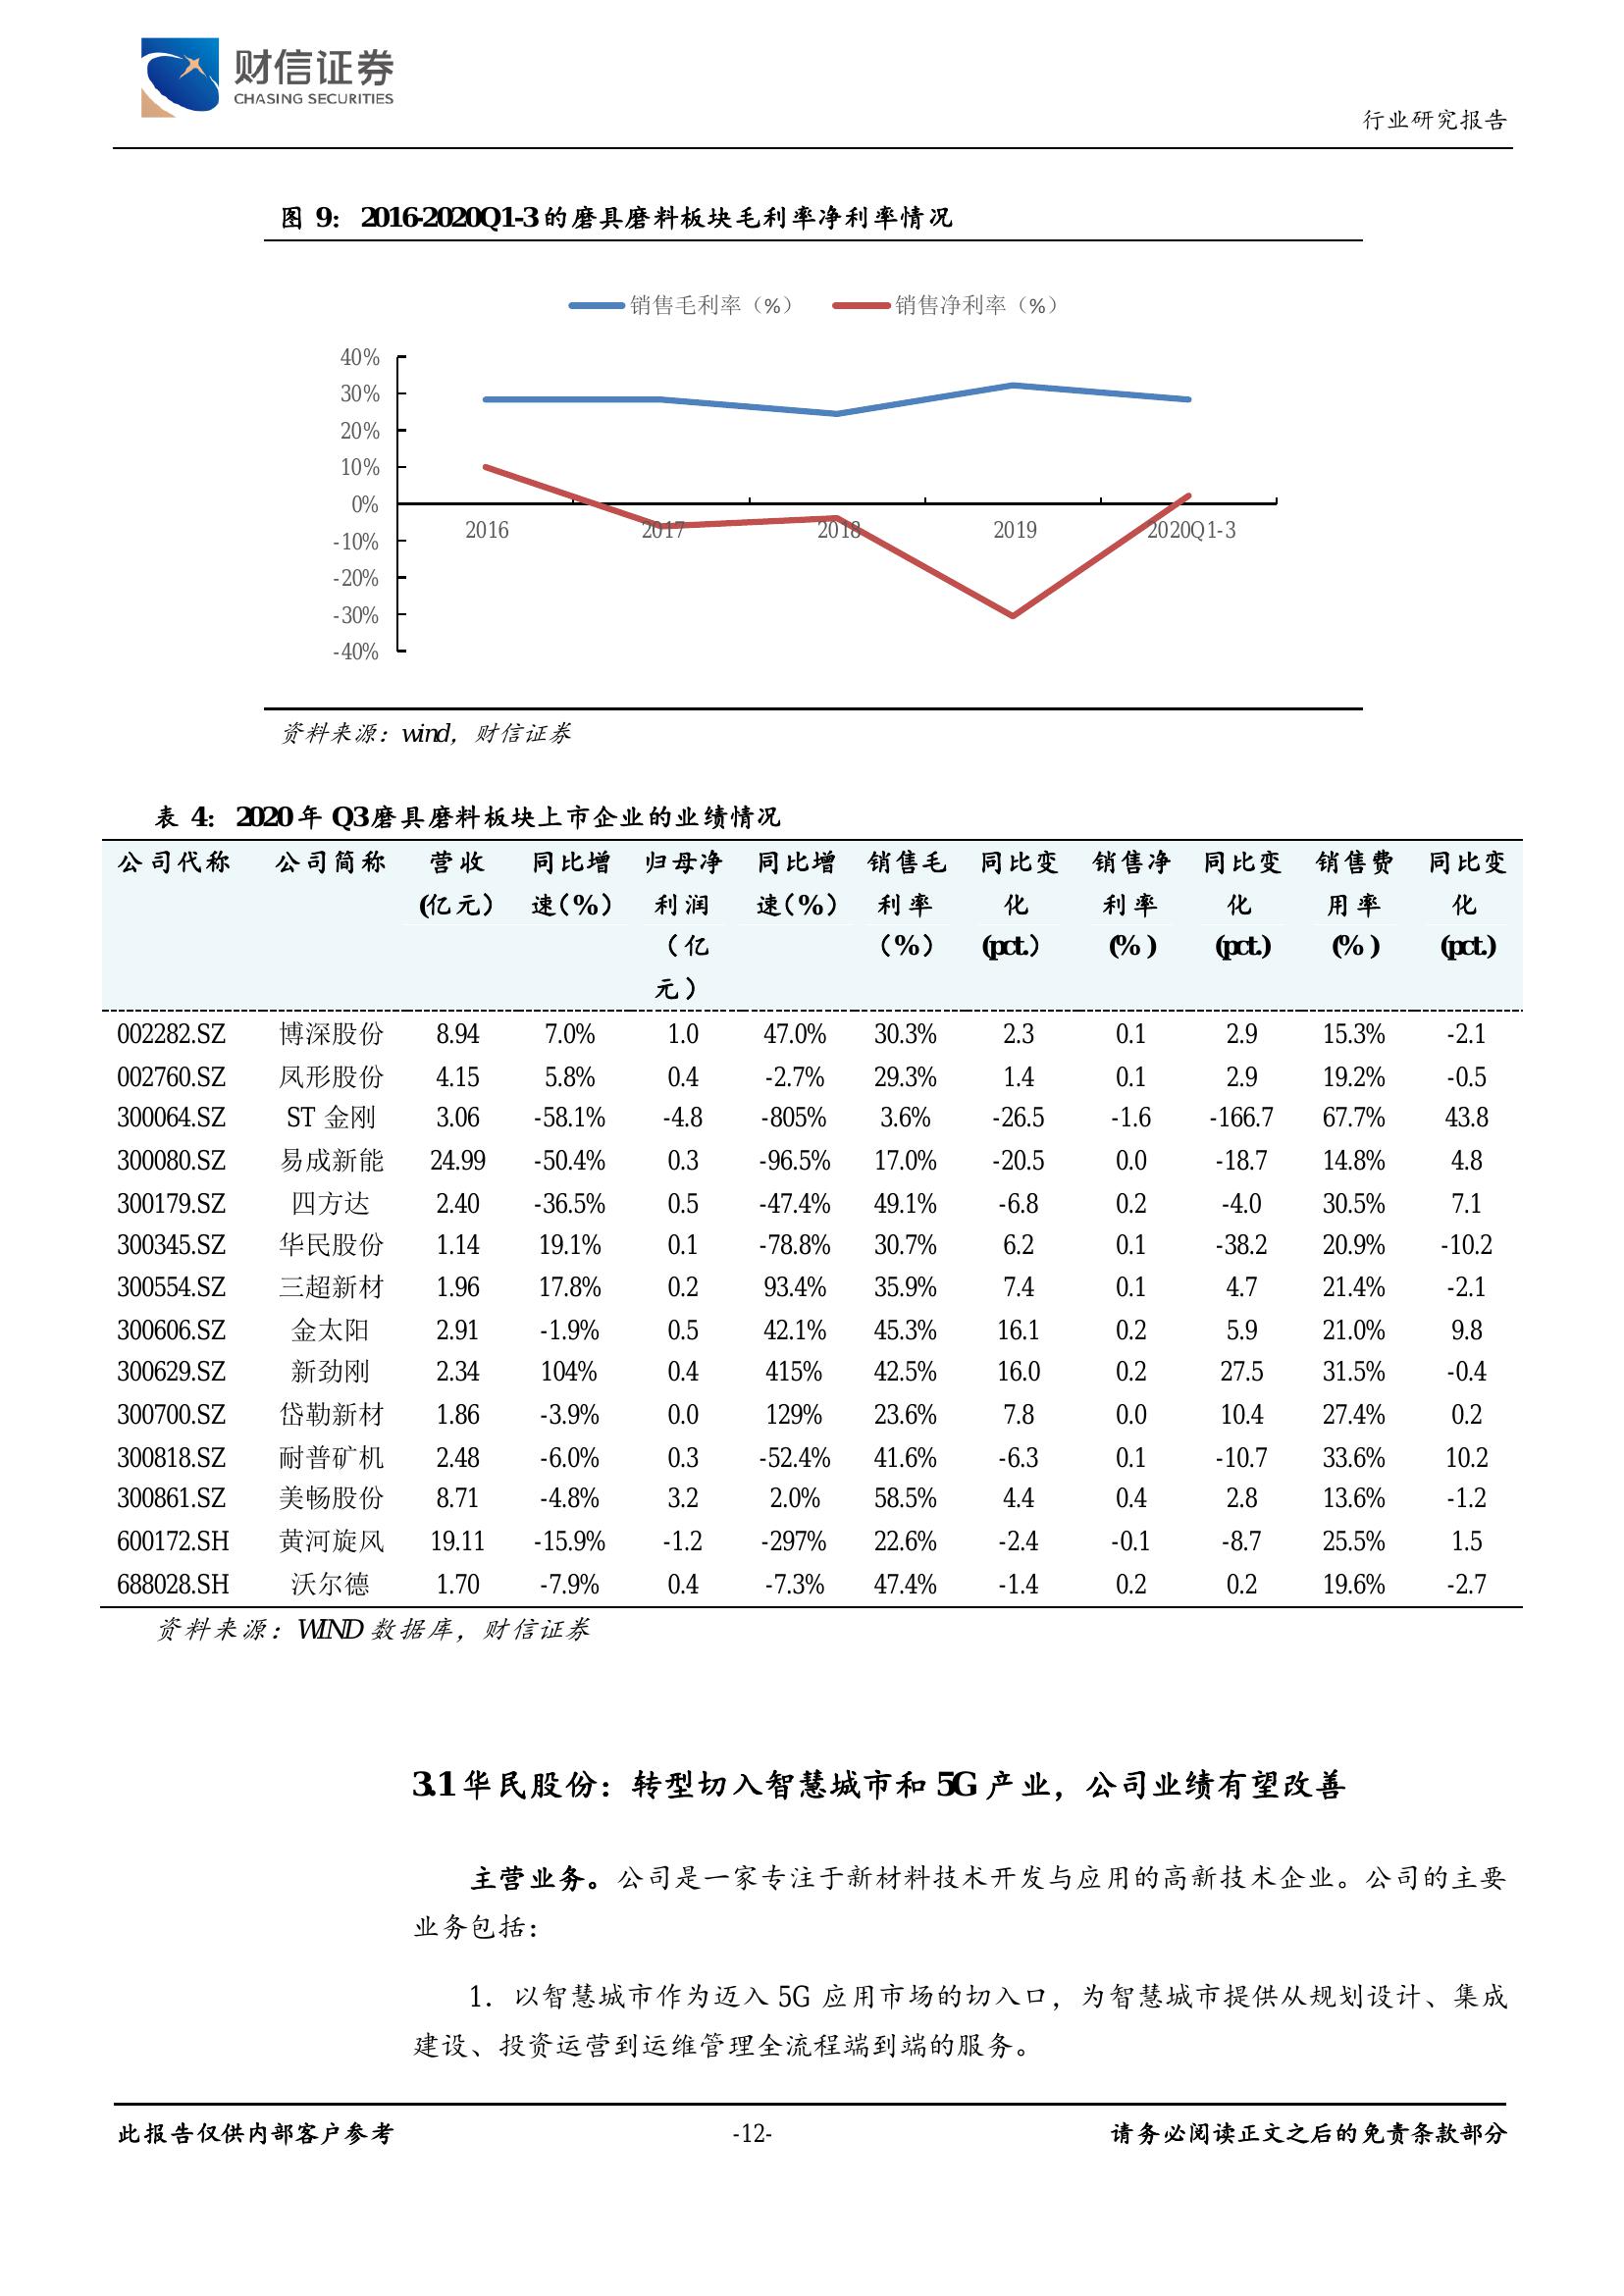 财信证券
CHASING SECURITIES
行业研究报告
图 9：2016-2020Q1-3 的磨具磨料板块毛利率净利率情况
销售毛利率（%） 销售净利率（%）
40%
30%
20%
10%
0%
-10%
-20%
-30%
-40%
2016 2017 2018 2019 2020Q1-3
资料来源：wind，财信证券
表 4：2020 年 Q3 磨具磨料板块上市企业的业绩情况
公司代称 公司简称 营收 同比增 归母净 同比增 销售毛 同比变 销售净 同比变 销售费 同比变
(亿元） 速（%） 利润 速（%） 利率 化 利率 化 用率 化
（亿 （%） (pct.） (%） (pct.) (%） (pct.)
元）
002282.SZ 博深股份 8.94 7.0% 1.0 47.0% 30.3% 2.3 0.1 2.9 15.3% -2.1
002760.SZ 凤形股份 4.15 5.8% 0.4 -2.7% 29.3% 1.4 0.1 2.9 19.2% -0.5
300064.SZ ST 金刚 3.06 -58.1% -4.8 -805% 3.6% -26.5 -1.6 -166.7 67.7% 43.8
300080.SZ 易成新能 24.99 -50.4% 0.3 -96.5% 17.0% -20.5 0.0 -18.7 14.8% 4.8
300179.SZ 四方达 2.40 -36.5% 0.5 -47.4% 49.1% -6.8 0.2 -4.0 30.5% 7.1
300345.SZ 华民股份 1.14 19.1% 0.1 -78.8% 30.7% 6.2 0.1 -38.2 20.9% -10.2
300554.SZ 三超新材 1.96 17.8% 0.2 93.4% 35.9% 7.4 0.1 4.7 21.4% -2.1
300606.SZ 金太阳 2.91 -1.9% 0.5 42.1% 45.3% 16.1 0.2 5.9 21.0% 9.8
300629.SZ 新劲刚 2.34 104% 0.4 415% 42.5% 16.0 0.2 27.5 31.5% -0.4
300700.SZ 岱勒新材 1.86 -3.9% 0.0 129% 23.6% 7.8 0.0 10.4 27.4% 0.2
300818.SZ 耐普矿机 2.48 -6.0% 0.3 -52.4% 41.6% -6.3 0.1 -10.7 33.6% 10.2
300861.SZ 美畅股份 8.71 -4.8% 3.2 2.0% 58.5% 4.4 0.4 2.8 13.6% -1.2
600172.SH 黄河旋风 19.11 -15.9% -1.2 -297% 22.6% -2.4 -0.1 -8.7 25.5% 1.5
688028.SH 沃尔德 1.70 -7.9% 0.4 -7.3% 47.4% -1.4 0.2 0.2 19.6% -2.7
资料来源：WIND 数据库，财信证券
3.1 华民股份：转型切入智慧城市和 5G 产业，公司业绩有望改善
主营业务。公司是一家专注于新材料技术开发与应用的高新技术企业。公司的主要
业务包括：
1．以智慧城市作为迈入 5G 应用市场的切入口，为智慧城市提供从规划设计、集成
建设、投资运营到运维管理全流程端到端的服务。
此报告仅供内部客户参考 -12- 请务必阅读正文之后的免责条款部分